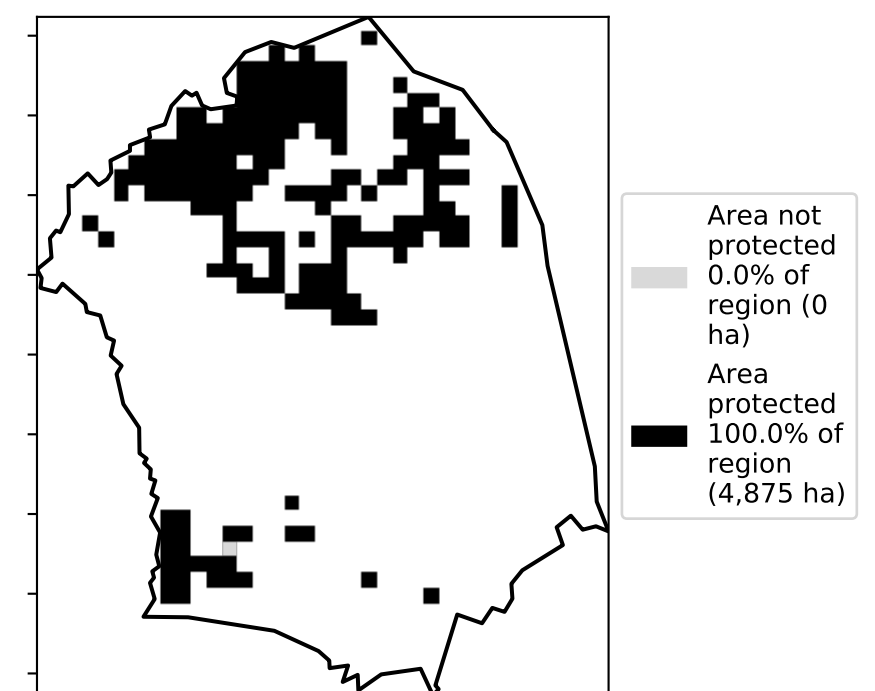 Area not
protected
0.0% of
region (0
ha)
Area
protected
100.0% of
region
(4,875 ha)